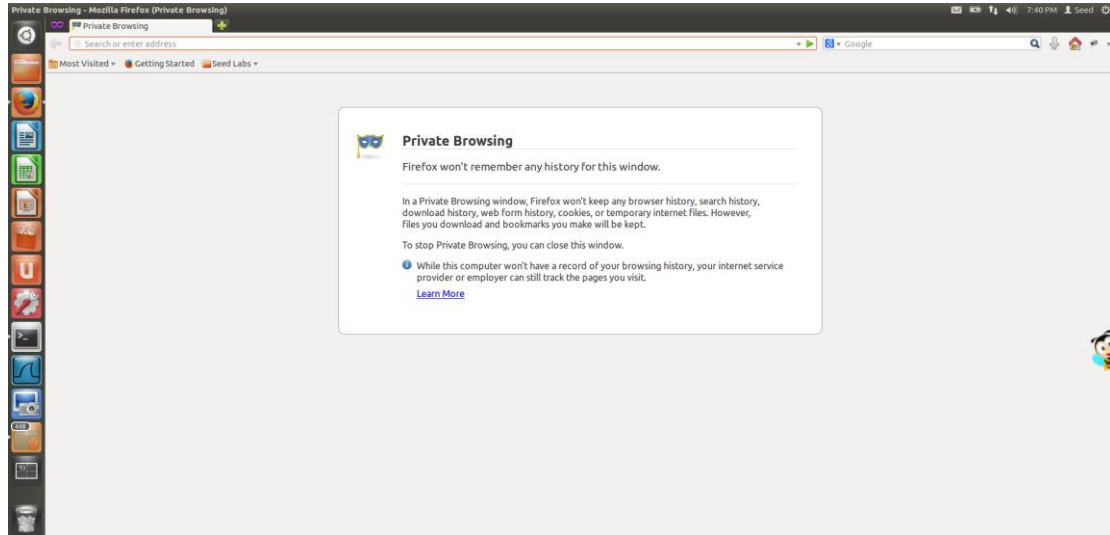 Private Browsing - Mozilla Firefox (Private Browsing)
7:40 PM Seed
Private Browsing
Search or enter address
Google
Most Visited Getting Started Seed Labs
Private Browsing
Firefox won't remember any history for this window.
In a Private Browsing window, Firefox won't keep any browser history, search history,
download history, web form history, cookies, or temporary internet files. However,
files you download and bookmarks you make will be kept.
To stop Private Browsing, you can close this window.
While this computer won't have a record of your browsing history, your internet service
provider or employer can still track the pages you visit.
Learn More